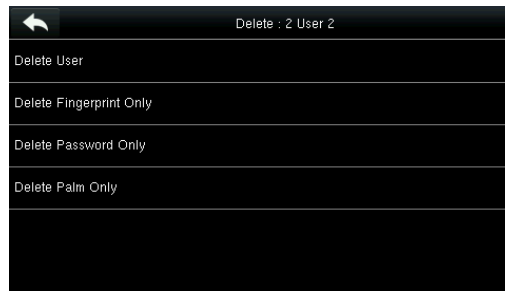 Delete : 2 User 2
Delete User
Delete Fingerprint Only
Delete Password Only
Delete Palm Only